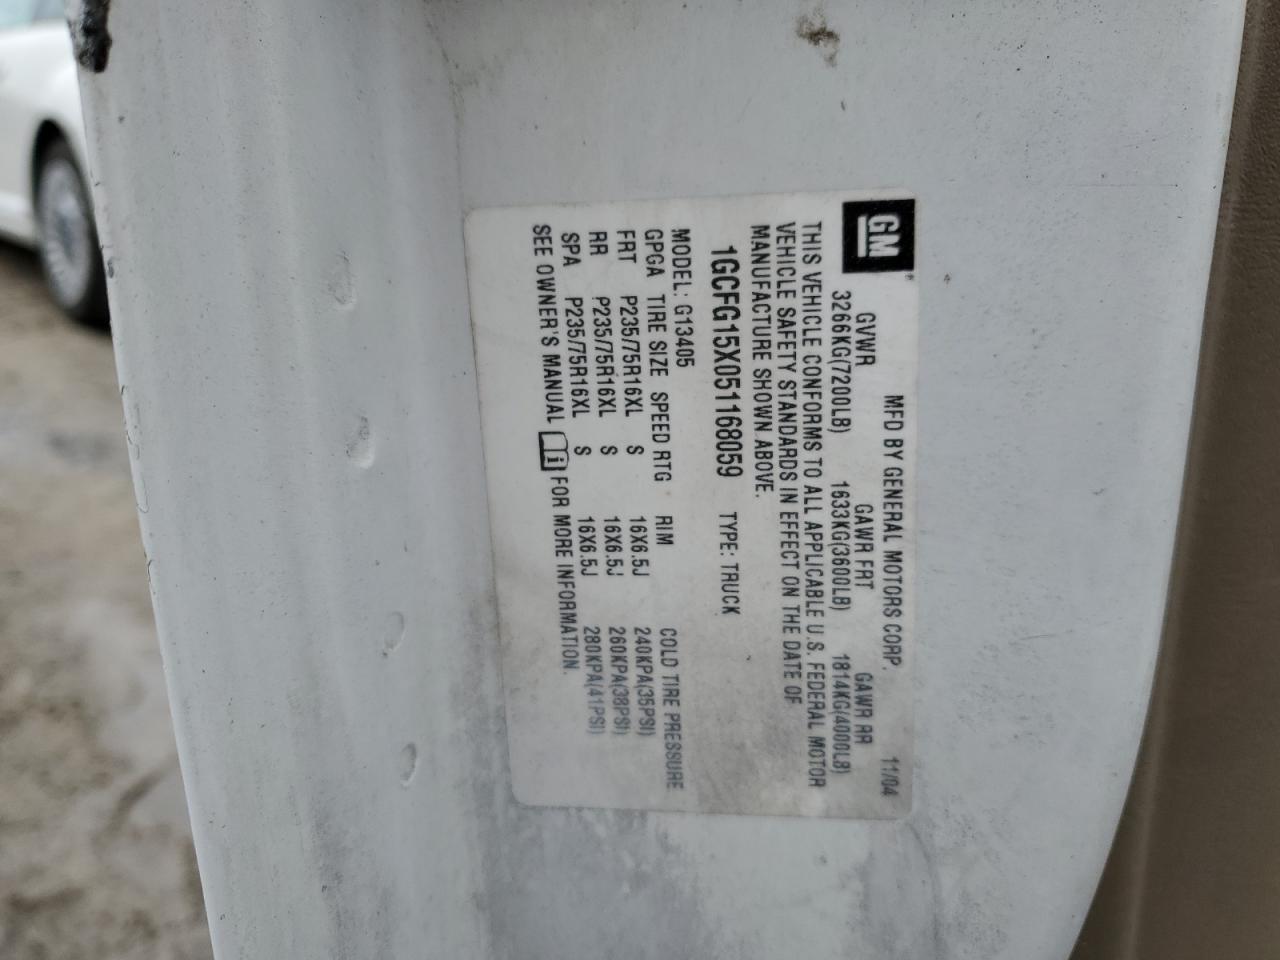 GM
MFD BY GENERAL MOTORS CORP. 11/04
GVWR GAWR FRT GAWR RR
3266KG(7200LB) 1633KG(3600LB) 1814KG(4000LB)
THIS VEHICLE CONFORMS TO ALL APPLICABLE U.S. FEDERAL MOTOR
VEHICLE SAFETY STANDARDS IN EFFECT ON THE DATE OF
MANUFACTURE SHOWN ABOVE.
1GCFG15X051168059 TYPE: TRUCK
MODEL: G13405
GPGA TIRE SIZE SPEED RTG RIM COLD TIRE PRESSURE
FRT P235/75R16XL S 16X6.5J 240KPA(35PSI)
RR P235/75R16XL S 16X6.5J 260KPA(38PSI)
SPA P235/75R16XL S 16X6.5J 280KPA(41PSI)
SEE OWNER'S MANUAL i FOR MORE INFORMATION.